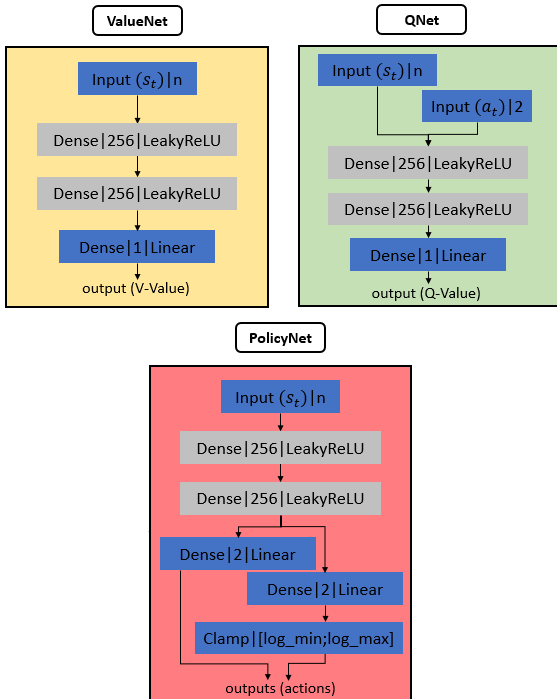 ValueNet
Input (s_t)|n
Dense|256|LeakyReLU
Dense|256|LeakyReLU
Dense|1|Linear
output (V-Value)
QNet
Input (s_t)|n
Input (a_t)|2
Dense|256|LeakyReLU
Dense|256|LeakyReLU
Dense|1|Linear
output (Q-Value)
PolicyNet
Input (s_t)|n
Dense|256|LeakyReLU
Dense|256|LeakyReLU
Dense|2|Linear
Dense|2|Linear
Clamp|[log_min;log_max]
outputs (actions)